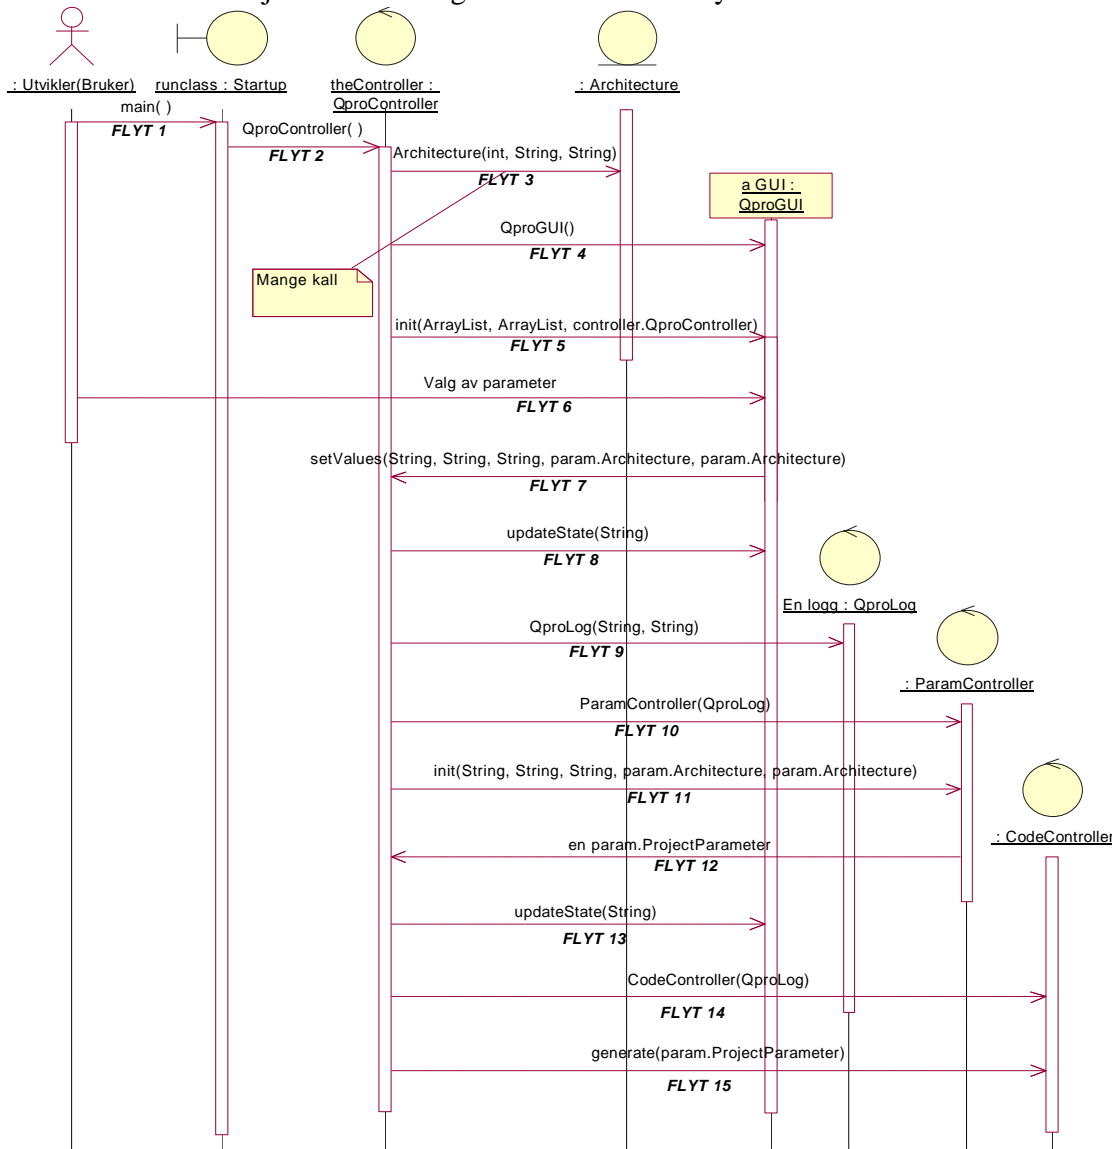 : Utvikler(Bruker)
runclass : Startup
theController :
QproController
: Architecture
main( )
FLYT 1
QproController( )
FLYT 2
Architecture(int, String, String)
FLYT 3
a GUI :
QproGUI
QproGUI()
FLYT 4
Mange kall
init(ArrayList, ArrayList, controller.QproController)
FLYT 5
Valg av parameter
FLYT 6
setValues(String, String, String, param.Architecture, param.Architecture)
FLYT 7
updateState(String)
FLYT 8
En logg : QproLog
QproLog(String, String)
FLYT 9
: ParamController
ParamController(QproLog)
FLYT 10
init(String, String, String, param.Architecture, param.Architecture)
FLYT 11
: CodeController
en param.ProjectParameter
FLYT 12
updateState(String)
FLYT 13
CodeController(QproLog)
FLYT 14
generate(param.ProjectParameter)
FLYT 15